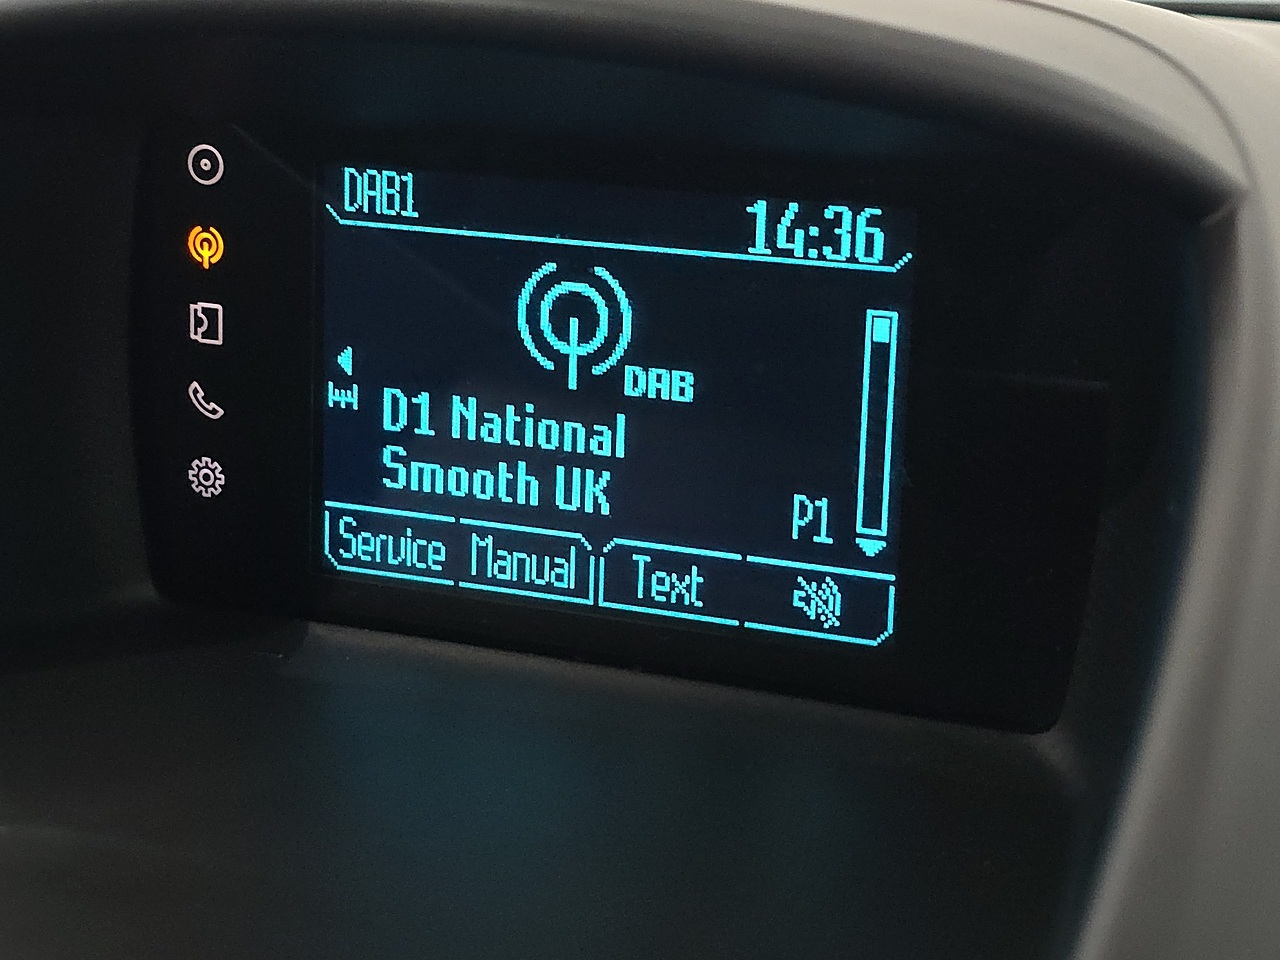 DAB1
14:36
DAB
D1 National
Smooth UK
P1
Service Manual Text